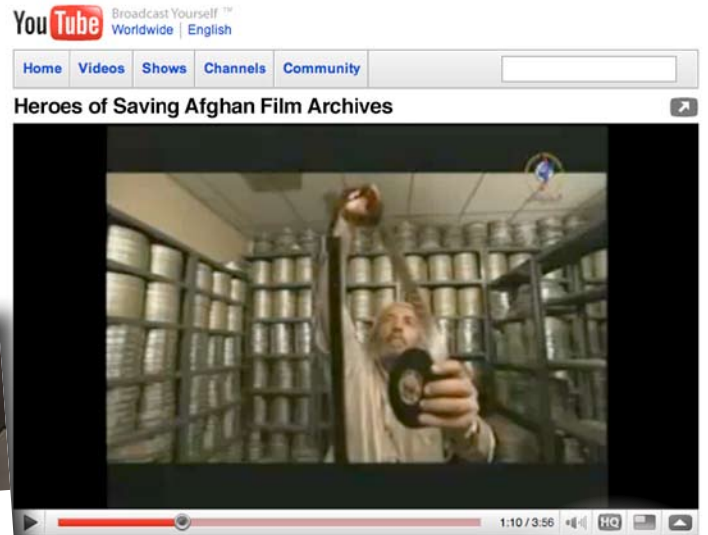 You Tube
Broadcast Yourself ™
Worldwide | English
Home Videos Shows Channels Community
Heroes of Saving Afghan Film Archives
1:10 / 3:56 HQ